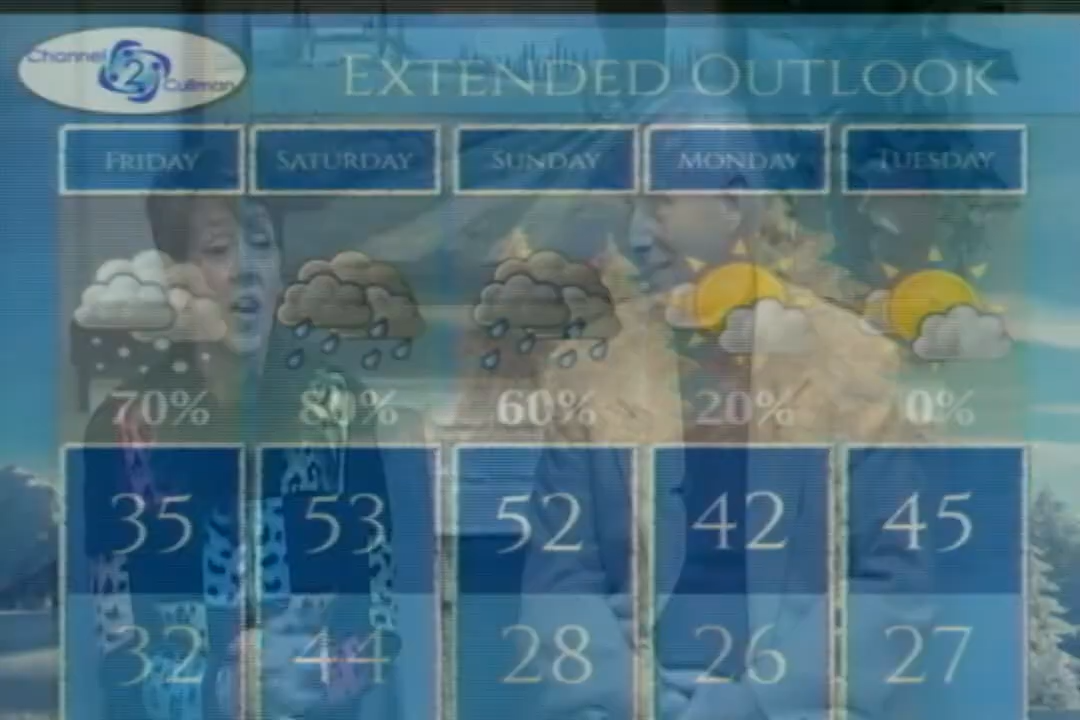 Channel 2 Cullman
EXTENDED OUTLOOK
FRIDAY SATURDAY SUNDAY MONDAY TUESDAY
70% 80% 60% 20% 0%
35 53 52 42 45
32 44 28 26 27